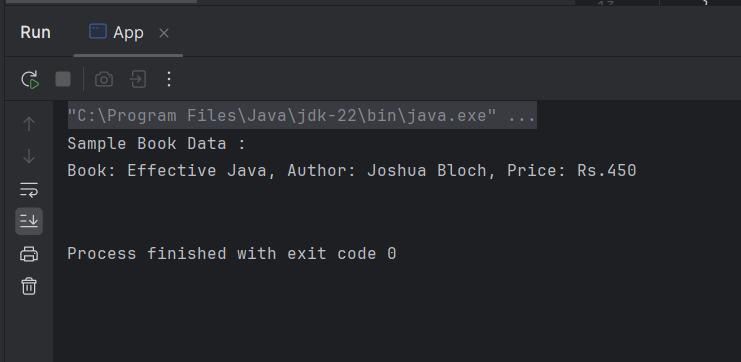 Run App
"C:\Program Files\Java\jdk-22\bin\java.exe" ...
Sample Book Data :
Book: Effective Java, Author: Joshua Bloch, Price: Rs.450
Process finished with exit code 0